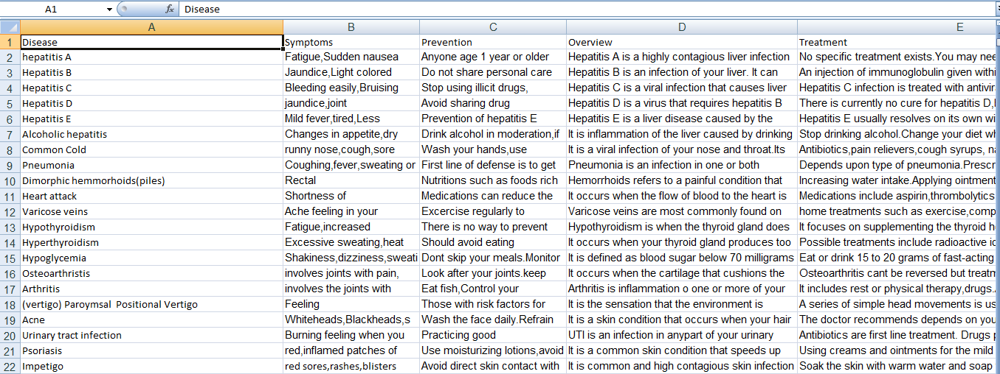 A1 fx Disease
A B C D E
1 Disease Symptoms Prevention Overview Treatment
2 hepatitis A Fatigue,Sudden nausea Anyone age 1 year or older Hepatitis A is a highly contagious liver infection No specific treatment exists.You may nee
3 Hepatitis B Jaundice,Light colored Do not share personal care Hepatitis B is an infection of your liver. It can An injection of immunoglobulin given with
4 Hepatitis C Bleeding easily,Bruising Stop using illicit drugs, Hepatitis C is a viral infection that causes liver Hepatitis C infection is treated with antivir
5 Hepatitis D jaundice,joint Avoid sharing drug Hepatitis D is a virus that requires hepatitis B There is currently no cure for hepatitis D,
6 Hepatitis E Mild fever,tired,Less Prevention of hepatitis E Hepatitis E is a liver disease caused by the Hepatitis E usually resolves on its own wi
7 Alcoholic hepatitis Changes in appetite,dry Drink alcohol in moderation,if It is inflammation of the liver caused by drinking Stop drinking alcohol.Change your diet wh
8 Common Cold runny nose,cough,sore Wash your hands,use It is a viral infection of your nose and throat.Its Antibiotics,pain relievers,cough syrups, na
9 Pneumonia Coughing,fever,sweating or First line of defense is to get Pneumonia is an infection in one or both Depends upon type of pneumonia.Prescr
10 Dimorphic hemmorhoids(piles) Rectal Nutritions such as foods rich Hemorrhoids refers to a painful condition that Increasing water intake.Applying ointment
11 Heart attack Shortness of Medications can reduce the It occurs when the flow of blood to the heart is Medications include aspirin,thrombolytics
12 Varicose veins Ache feeling in your Excercise regularly to Varicose veins are most commonly found on home treatments such as exercise,comp
13 Hypothyroidism Fatigue,increased There is no way to prevent Hypothyroidism is when the thyroid gland does It focuses on supplementing the thyroid h
14 Hyperthyroidism Excessive sweating,heat Should avoid eating It occurs when your thyroid gland produces too Possible treatments include radioactive io
15 Hypoglycemia Shakiness,dizziness,sweati Dont skip your meals.Monitor It is defined as blood sugar below 70 milligrams Eat or drink 15 to 20 grams of fast-acting
16 Osteoarthristis involves joints with pain, Look after your joints.keep It occurs when the cartilage that cushions the Osteoarthritis cant be reversed but treatm
17 Arthritis involves the joints with Eat fish,Control your Arthritis is inflammation o one or more of your It includes rest or physical therapy,drugs.
18 (vertigo) Paroymsal Positional Vertigo Feeling Those with risk factors for It is the sensation that the environment is A series of simple head movements is us
19 Acne Whiteheads,Blackheads,s Wash the face daily.Refrain It is a skin condition that occurs when your hair The doctor recommends depends on you
20 Urinary tract infection Burning feeling when you Practicing good UTI is an infection in anypart of your urinary Antibiotics are first line treatment. Drugs
21 Psoriasis red,inflamed patches of Use moisturizing lotions,avoid It is a common skin condition that speeds up Using creams and ointments for the mild
22 Impetigo red sores,rashes,blisters Avoid direct skin contact with It is common and high contagious skin infection Soak the skin with warm water and soap